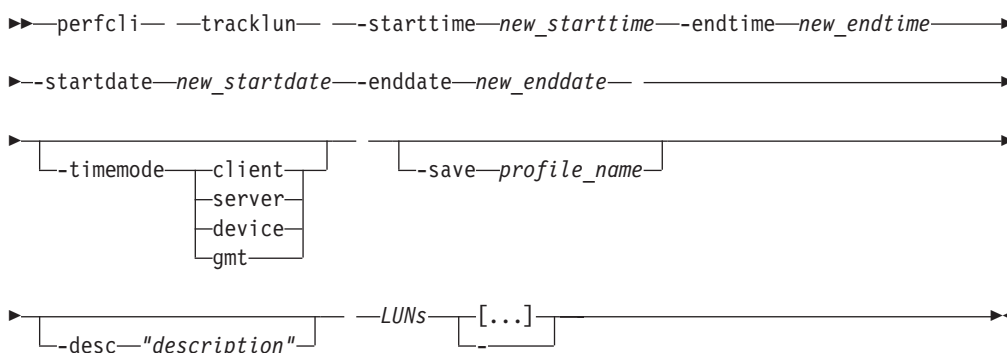 perfcli tracklun -starttime new_starttime -endtime new_endtime
-startdate new_startdate -enddate new_enddate
-timemode client -save profile_name
server
device
gmt
LUNs [...]
-desc "description" -